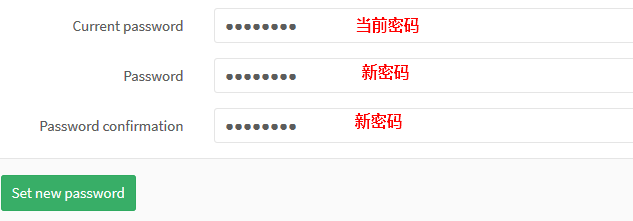 Current password ●●●●●●●● 当前密码
Password ●●●●●●●● 新密码
Password confirmation ●●●●●●●● 新密码
Set new password